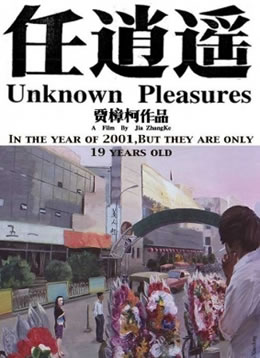 任逍遥
Unknown Pleasures
贾樟柯作品
A Film By Jia ZhangKe
IN THE YEAR OF 2001,BUT THEY ARE ONLY
19 YEARS OLD